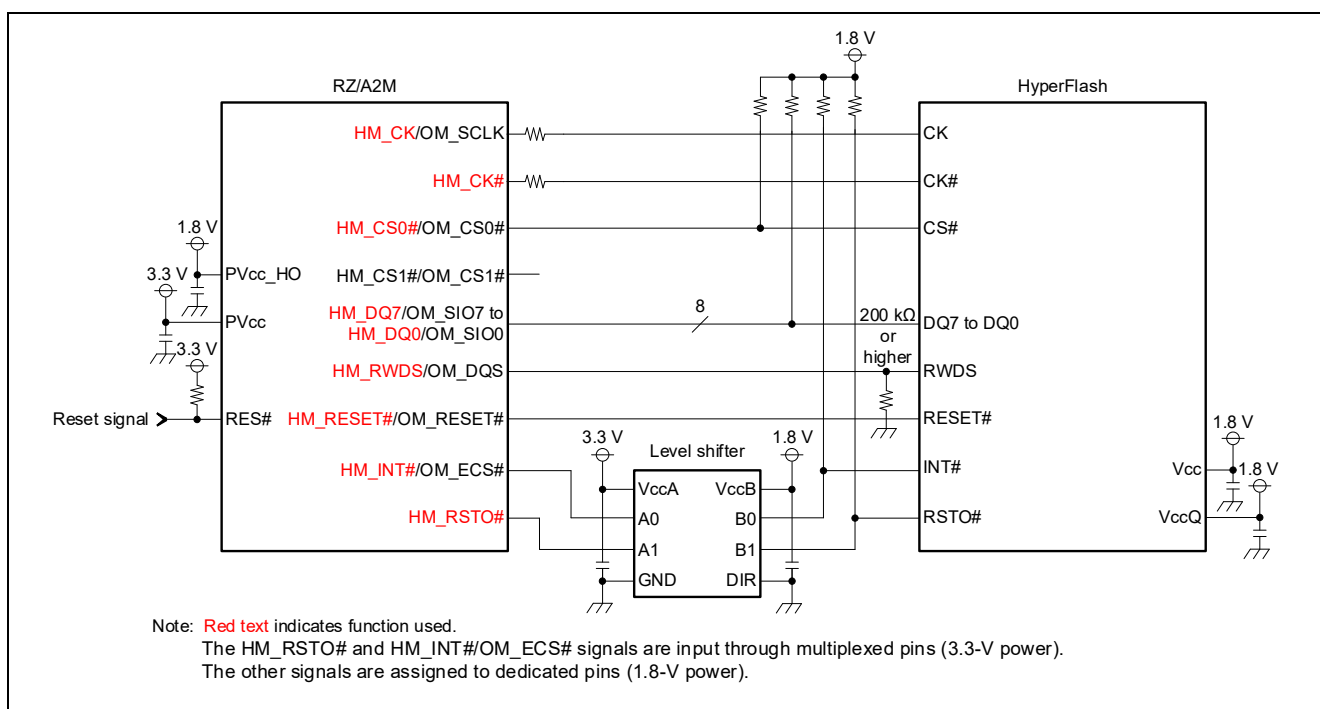 1.8 V
RZ/A2M
HyperFlash
HM_CK/OM_SCLK
CK
HM_CK#
CK#
1.8 V
HM_CS0#/OM_CS0#
CS#
3.3 V
PVcc_HO
HM_CS1#/OM_CS1#
HM_DQ7/OM_SIO7 to
8
200 kΩ
PVcc
HM_DQ0/OM_SIO0
or
DQ7 to DQ0
3.3 V
higher
HM_RWDS/OM_DQS
RWDS
Reset signal
RES#
HM_RESET#/OM_RESET#
RESET#
3.3 V
Level shifter
1.8 V
1.8 V
HM_INT#/OM_ECS#
INT#
Vcc
1.8 V
VccA
VccB
HM_RSTO#
A0
B0
RSTO#
VccQ
A1
B1
GND
DIR
Note: Red text indicates function used.
The HM_RSTO# and HM_INT#/OM_ECS# signals are input through multiplexed pins (3.3-V power).
The other signals are assigned to dedicated pins (1.8-V power).